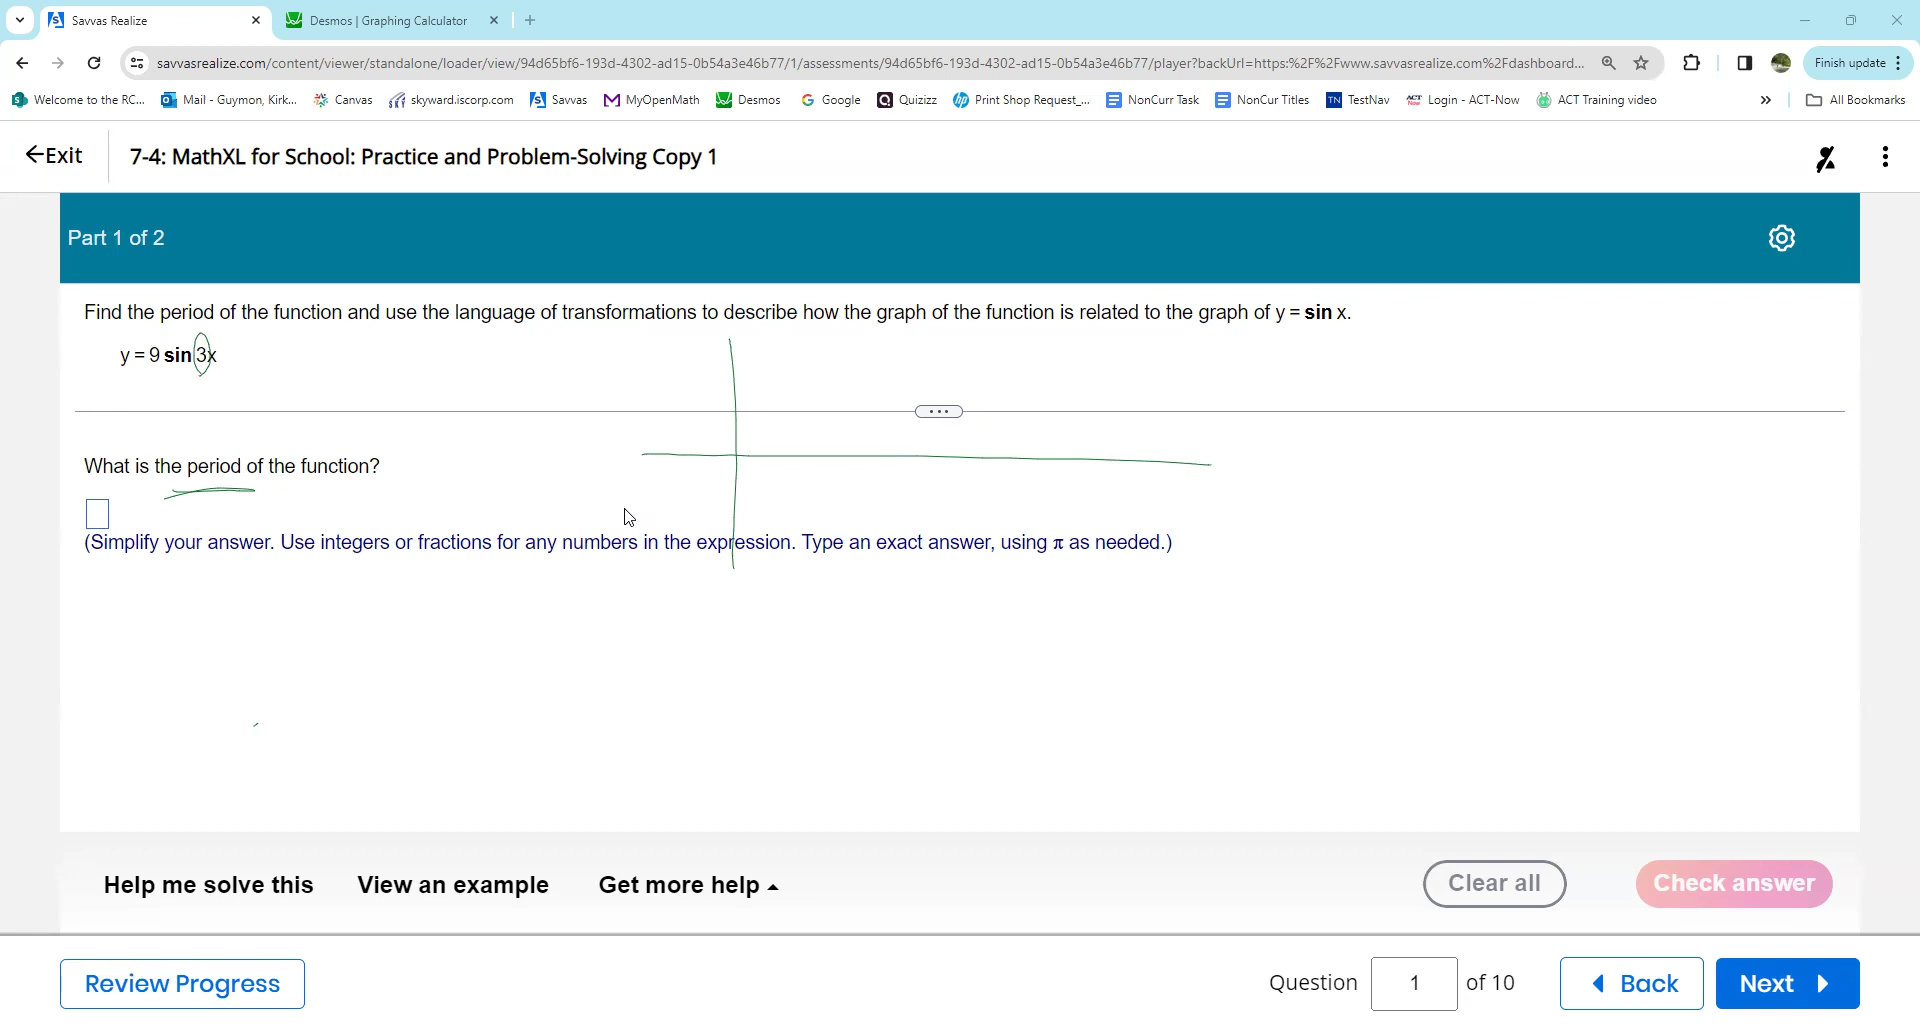 Savvas Realize
Desmos | Graphing Calculator
savvasrealize.com/content/viewer/standalone/loader/view/94d65bf6-193d-4302-ad15-0b54a3e46b77/1/assessments/94d65bf6-193d-4302-ad15-0b54a3e46b77/player?backUrl=https:%2F%2Fwww.savvasrealize.com%2Fdashboard...
Finish update
Welcome to the RC... Mail - Guymon, Kirk... Canvas skyward.iscorp.com Savvas MyOpenMath Desmos Google Quizizz Print Shop Request_... NonCurr Task NonCur Titles TestNav Login - ACT-Now ACT Training video » All Bookmarks
←Exit
7-4: MathXL for School: Practice and Problem-Solving Copy 1
Part 1 of 2
Find the period of the function and use the language of transformations to describe how the graph of the function is related to the graph of y = sin x.
y = 9 sin 3x
What is the period of the function?
(Simplify your answer. Use integers or fractions for any numbers in the expression. Type an exact answer, using π as needed.)
Help me solve this View an example Get more help
Clear all Check answer
Review Progress
Question 1 of 10
Back Next